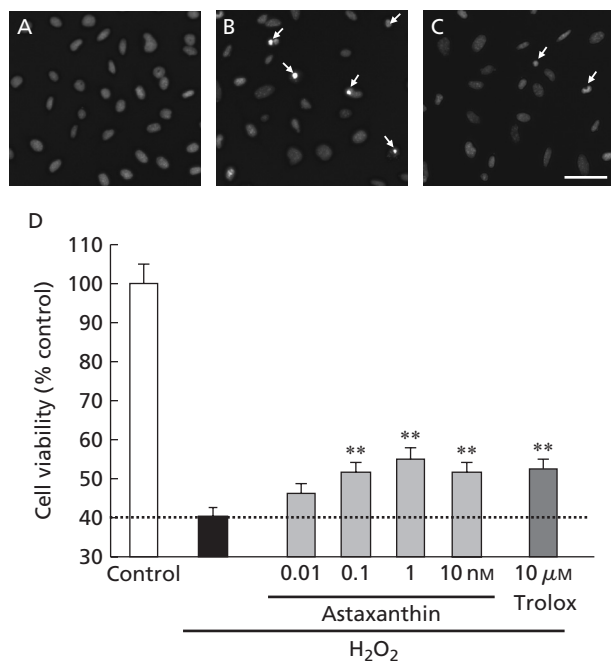 A B C
D
Cell viability (% control)
110
100
90
80
70
60
50
40
30
** ** ** **
Control 0.01 0.1 1 10 nM 10 μM
Astaxanthin Trolox
H₂O₂